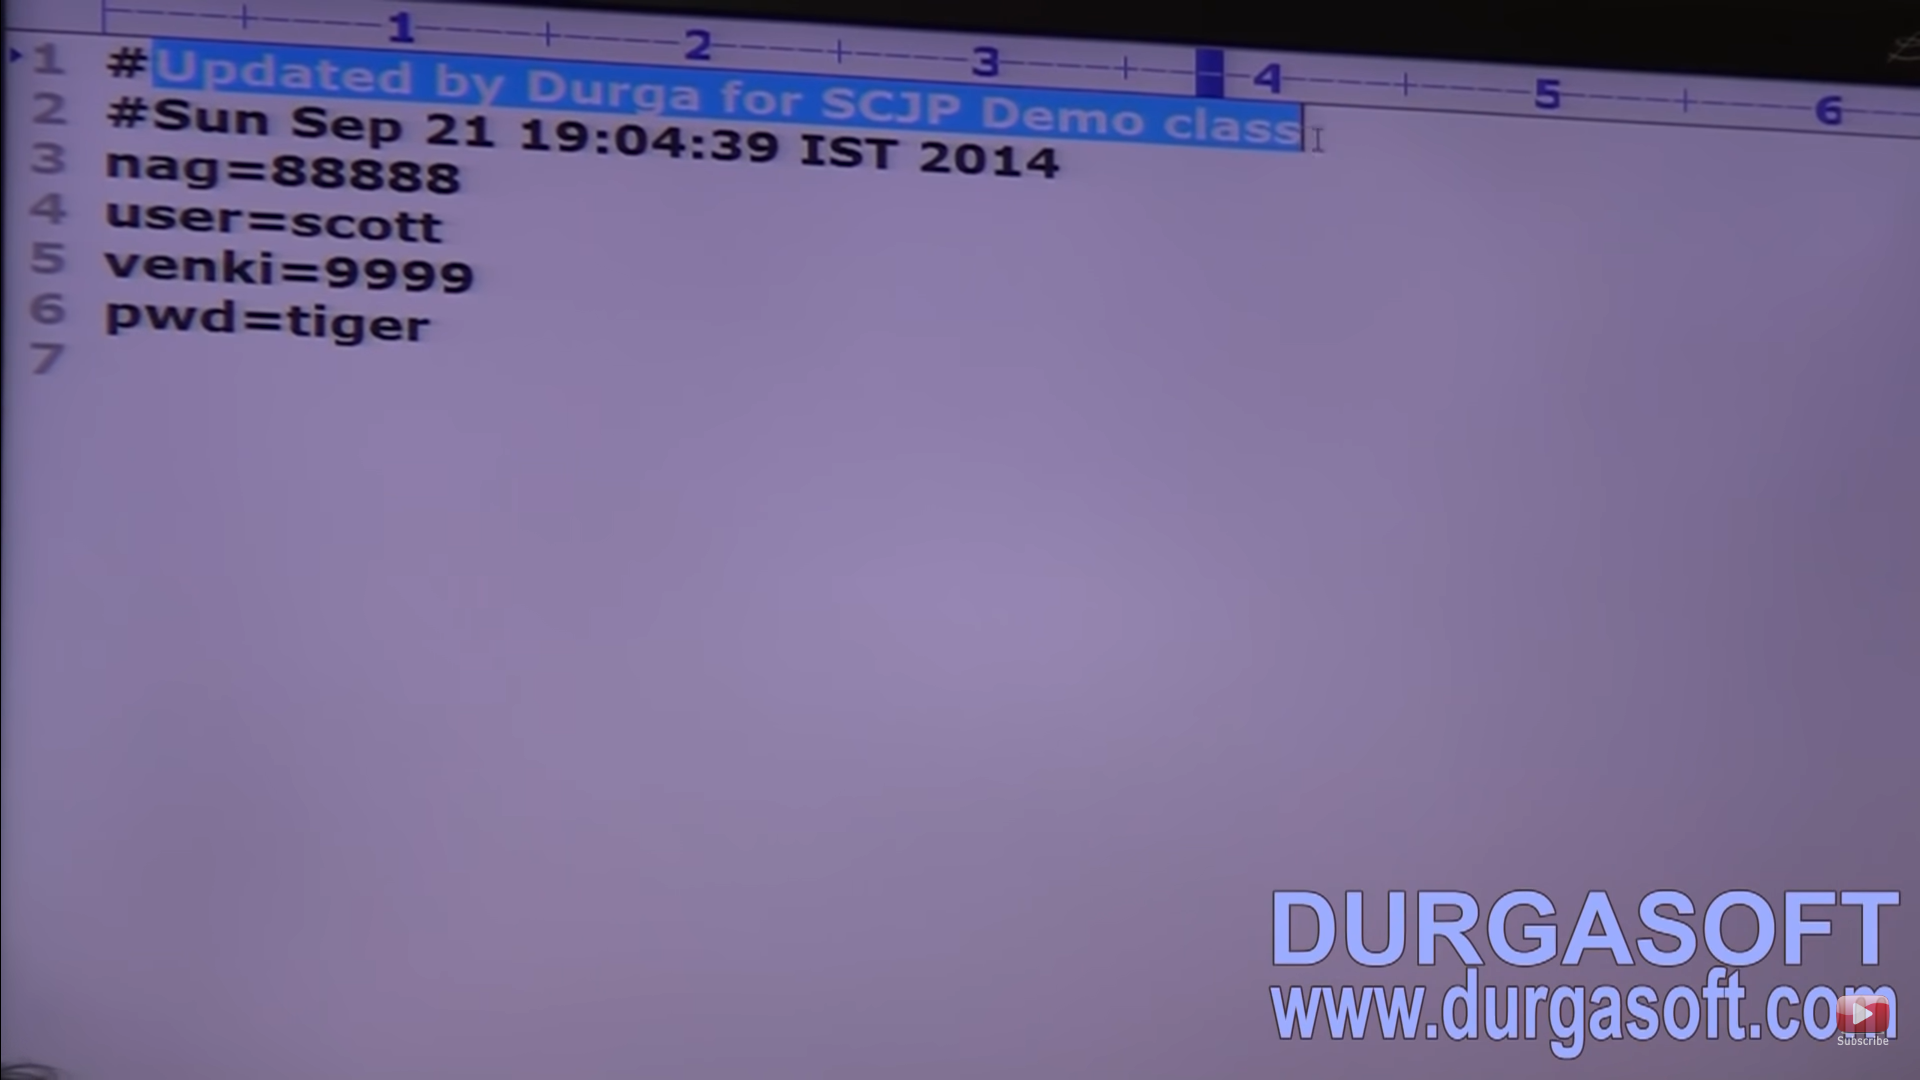 1 2 3 4 5 6
1 #Updated by Durga for SCJP Demo class
2 #Sun Sep 21 19:04:39 IST 2014
3 nag=88888
4 user=scott
5 venki=9999
6 pwd=tiger
7
DURGASOFT
www.durgasoft.com
Subscribe